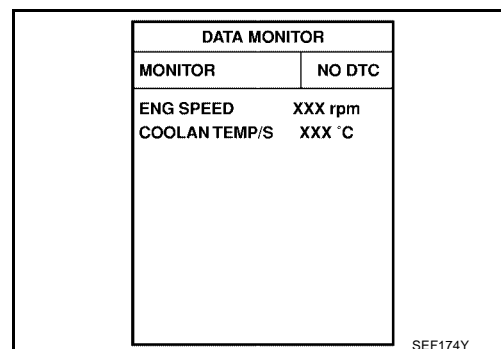 DATA MONITOR
MONITOR NO DTC
ENG SPEED XXX rpm
COOLAN TEMP/S XXX °C
SEF174Y